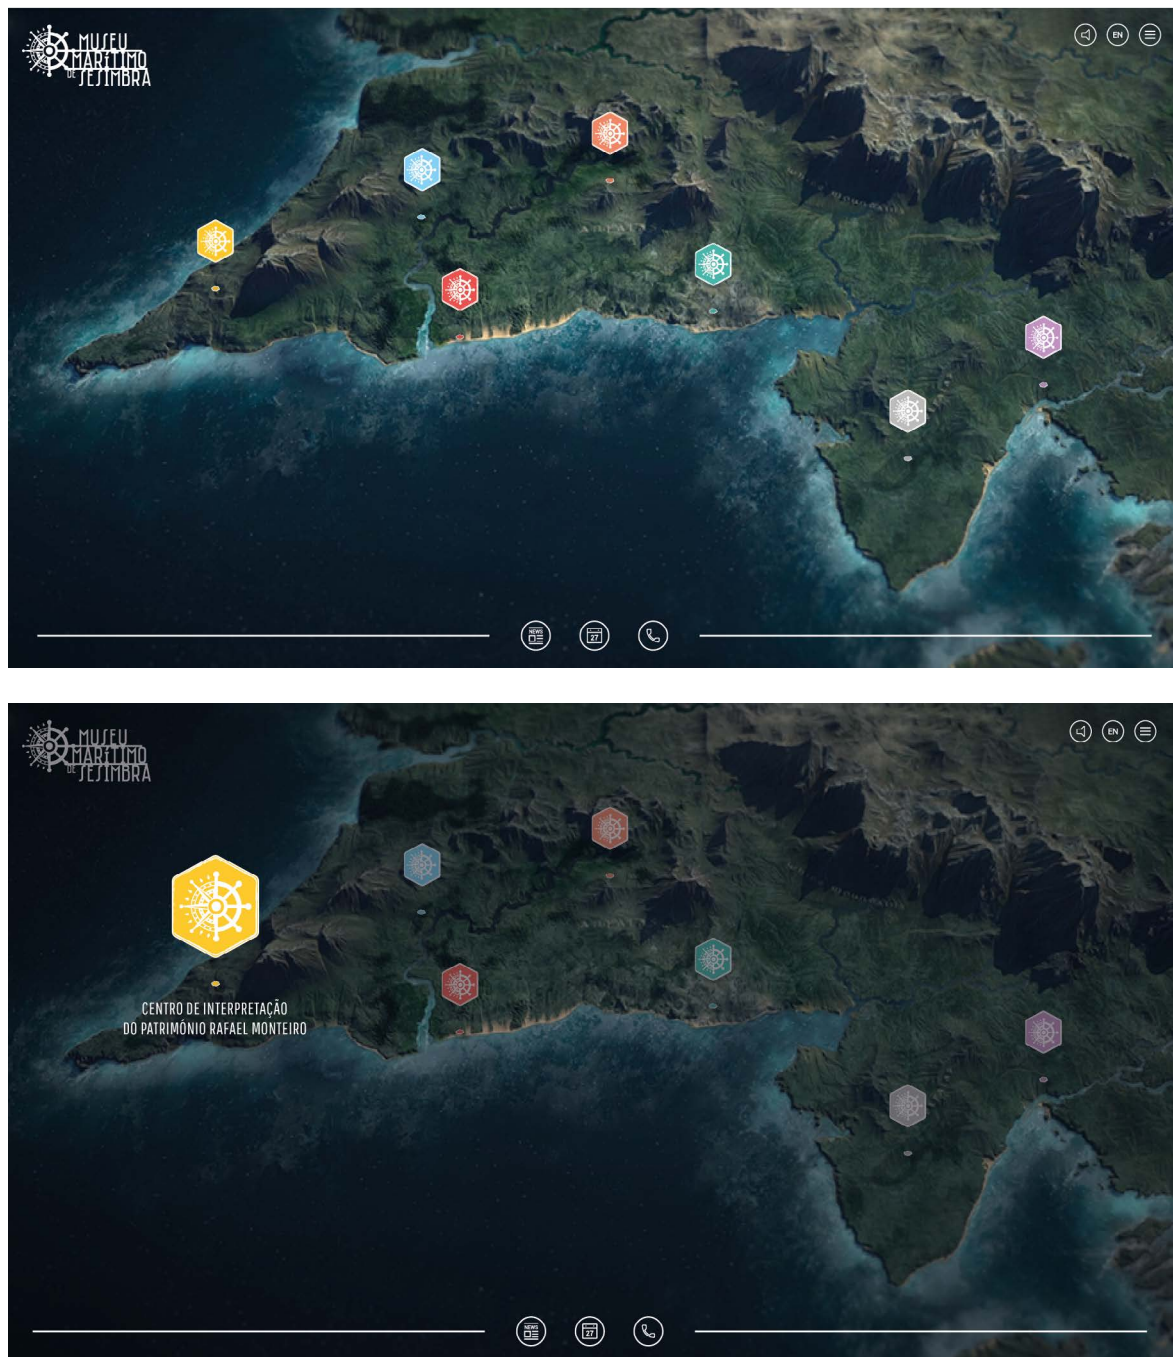 MUSEU
MARÍTIMO
DE SESIMBRA
EN
NEWS
27
MUSEU
MARÍTIMO
DE SESIMBRA
EN
CENTRO DE INTERPRETAÇÃO
DO PATRIMÓNIO RAFAEL MONTEIRO
NEWS
27